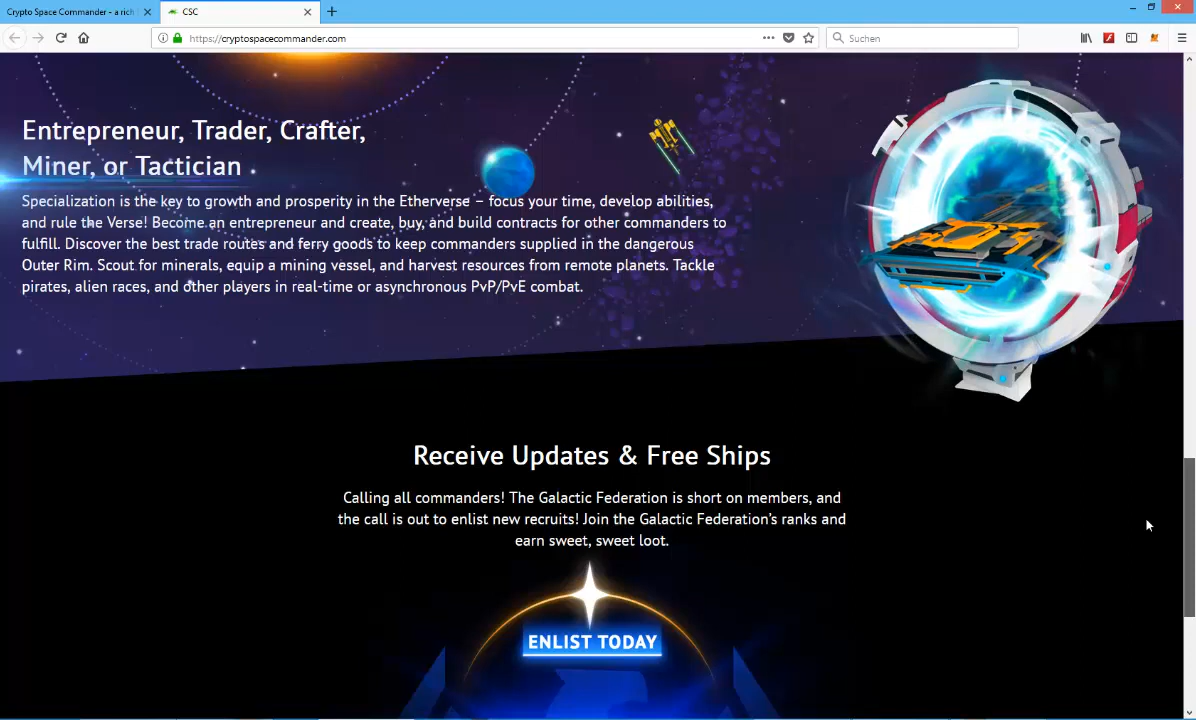 Crypto Space Commander - a rich
CSC
https://cryptospacecommander.com
Suchen
Entrepreneur, Trader, Crafter,
Miner, or Tactician
Specialization is the key to growth and prosperity in the Etherverse – focus your time, develop abilities,
and rule the Verse! Become an entrepreneur and create, buy, and build contracts for other commanders to
fulfill. Discover the best trade routes and ferry goods to keep commanders supplied in the dangerous
Outer Rim. Scout for minerals, equip a mining vessel, and harvest resources from remote planets. Tackle
pirates, alien races, and other players in real-time or asynchronous PvP/PvE combat.
Receive Updates & Free Ships
Calling all commanders! The Galactic Federation is short on members, and
the call is out to enlist new recruits! Join the Galactic Federation’s ranks and
earn sweet, sweet loot.
ENLIST TODAY